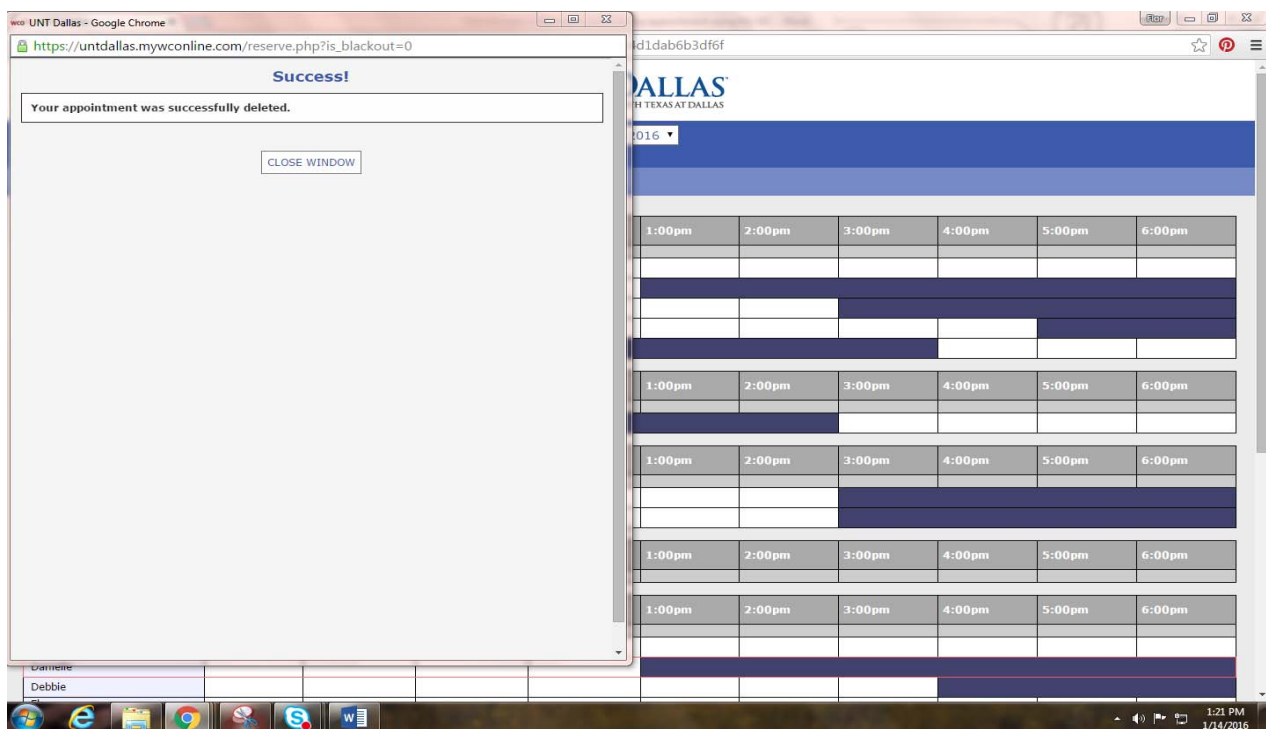 UNT Dallas - Google Chrome
https://untdallas.mywconline.com/reserve.php?is_blackout=0
Success!
Your appointment was successfully deleted.
CLOSE WINDOW
4d1dab6b3df6f
DALLAS
H TEXAS AT DALLAS
2016
1:00pm 2:00pm 3:00pm 4:00pm 5:00pm 6:00pm
1:00pm 2:00pm 3:00pm 4:00pm 5:00pm 6:00pm
1:00pm 2:00pm 3:00pm 4:00pm 5:00pm 6:00pm
1:00pm 2:00pm 3:00pm 4:00pm 5:00pm 6:00pm
1:00pm 2:00pm 3:00pm 4:00pm 5:00pm 6:00pm
Danielle
Debbie
1:21 PM
1/14/2016